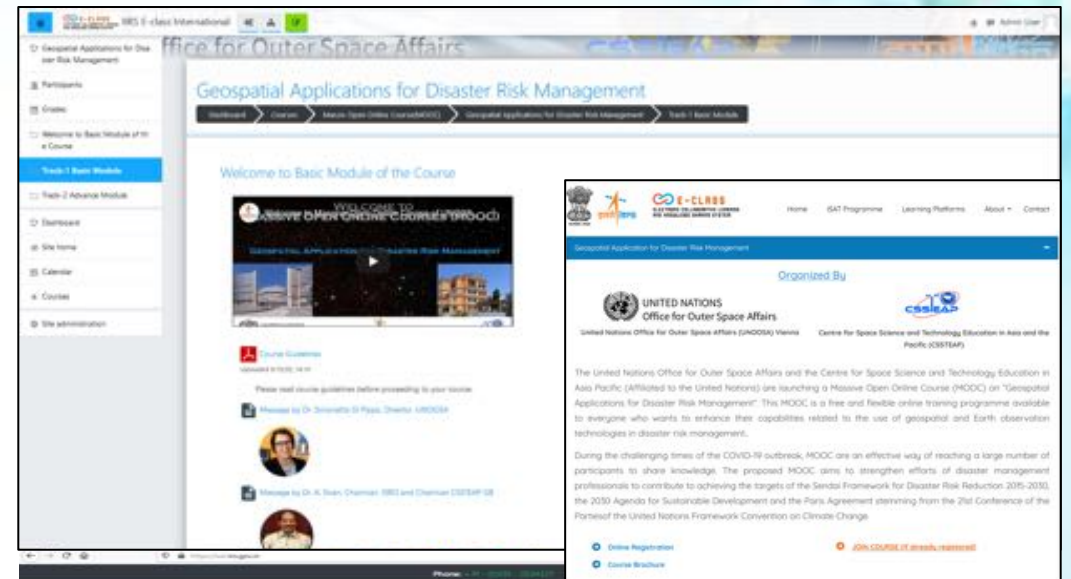 IIRS E-class International
Admin User
ffice for Outer Space Affairs
Geospatial Applications for Disa
ster Risk Management
Participants
Grades
Welcome to Basic Module of th
e Course
Track-1 Basic Module
Track-2 Advance Module
Dashboard
Site home
Calendar
Courses
Site administration
Geospatial Applications for Disaster Risk Management
Dashboard
Courses
Geospatial Applications for Disaster Risk Management
Track-1 Basic Module
Welcome to Basic Module of the Course
WELCOME TO
MASSIVE OPEN ONLINE COURSES (MOOC)
Geospatial Application for Disaster Risk Management
Course Guidelines
Please read course guidelines before proceeding to your course.
Message by Dr. Simonetta Di Pippo, Director, UNOOSA
Message by Dr. K. Sivan, Chairman, ISRO and Chairman CSSTEAP GB
Phone:
E-CLASS
Home
ISAT Programme
Learning Platforms
About
Contact
Geospatial Application for Disaster Risk Management
Organized By
UNITED NATIONS
Office for Outer Space Affairs
CSSTEAP
United Nations Office for Outer Space Affairs (UNOOSA) Vienna
Centre for Space Science and Technology Education in Asia and the
Pacific (CSSTEAP)
The United Nations Office for Outer Space Affairs and the Centre for Space Science and Technology Education in
Asia Pacific (Affiliated to the United Nations) are launching a Massive Open Online Course (MOOC) on "Geospatial
Applications for Disaster Risk Management". This MOOC is a free and flexible online training programme available
to everyone who wants to enhance their capabilities related to the use of geospatial and Earth observation
technologies in disaster risk management.
During the challenging times of the COVID-19 outbreak, MOOC are an effective way of reaching a large number of
participants to share knowledge. The proposed MOOC aims to strengthen efforts of disaster management
professionals to contribute to achieving the targets of the Sendai Framework for Disaster Risk Reduction 2015-2030,
the 2030 Agenda for Sustainable Development and the Paris Agreement stemming from the 21st Conference of the
Partiesof the United Nations Framework Convention on Climate Change.
Online Registration
JOIN COURSE (If already registered)
Course Brochure